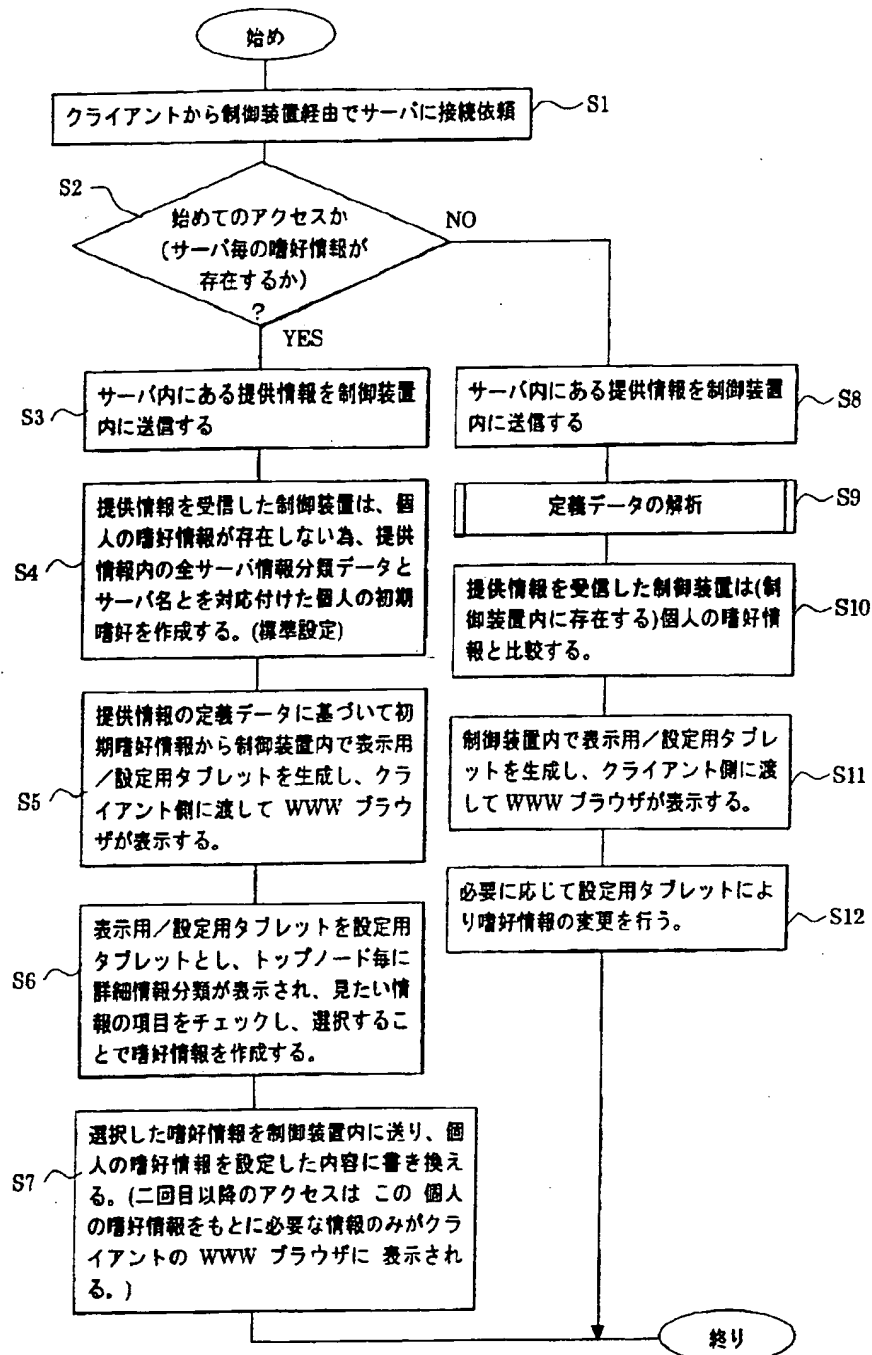 始め
クライアントから制御装置経由でサーバに接続依頼
S1
S2
始めてのアクセスか
(サーバ毎の嗜好情報が
存在するか)
?
NO
YES
S3
サーバ内にある提供情報を制御装置
内に送信する
S4
提供情報を受信した制御装置は、個
人の嗜好情報が存在しない為、提供
情報内の全サーバ情報分類データと
サーバ名とを対応付けた個人の初期
嗜好を作成する。(標準設定)
S5
提供情報の定義データに基づいて初
期嗜好情報から制御装置内で表示用
/設定用タブレットを生成し、クラ
イアント側に渡して WWW ブラウ
ザが表示する。
S6
表示用/設定用タブレットを設定用
タブレットとし、トップノード毎に
詳細情報分類が表示され、見たい情
報の項目をチェックし、選択するこ
とで嗜好情報を作成する。
S7
選択した嗜好情報を制御装置内に送り、個
人の嗜好情報を設定した内容に書き換え
る。(二回目以降のアクセスは この 個人
の嗜好情報をもとに必要な情報のみがクラ
イアントの WWW ブラウザに 表示され
る。)
サーバ内にある提供情報を制御装置
内に送信する
S8
定義データの解析
S9
提供情報を受信した制御装置は(制
御装置内に存在する)個人の嗜好情
報と比較する。
S10
制御装置内で表示用/設定用タブレ
ットを生成し、クライアント側に渡
して WWW ブラウザが表示する。
S11
必要に応じて設定用タブレットによ
り嗜好情報の変更を行う。
S12
終り